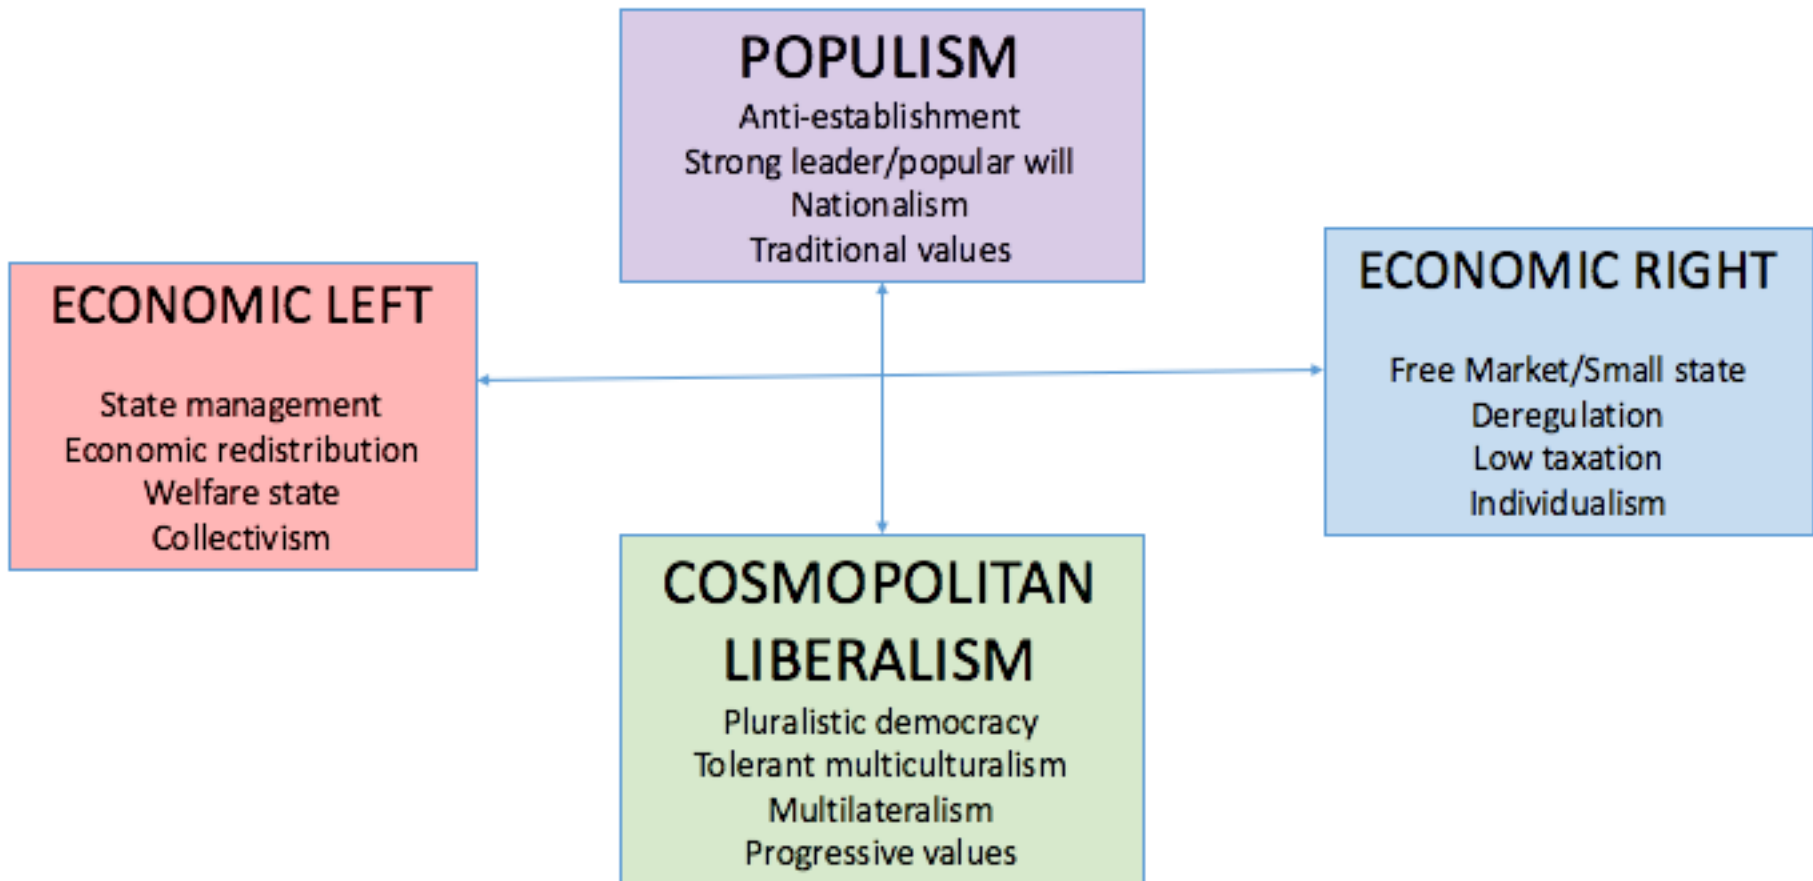 POPULISM
Anti-establishment
Strong leader/popular will
Nationalism
Traditional values
ECONOMIC LEFT
State management
Economic redistribution
Welfare state
Collectivism
ECONOMIC RIGHT
Free Market/Small state
Deregulation
Low taxation
Individualism
COSMOPOLITAN
LIBERALISM
Pluralistic democracy
Tolerant multiculturalism
Multilateralism
Progressive values